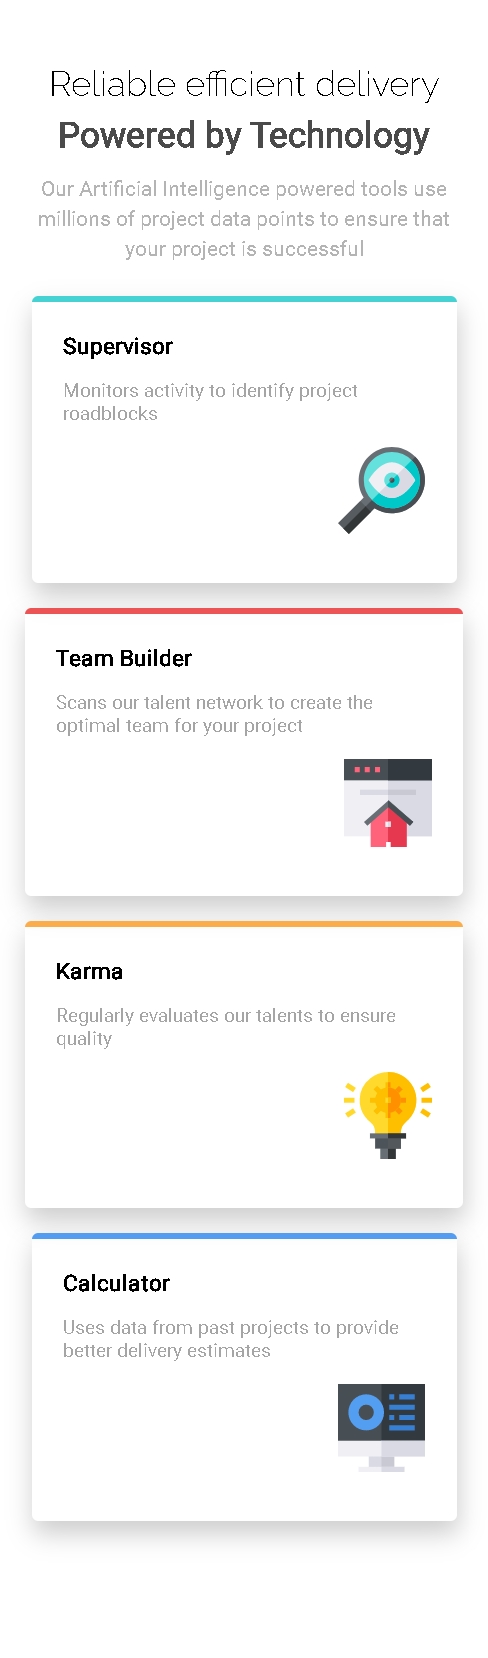 Reliable efficient delivery
Powered by Technology
Our Artificial Intelligence powered tools use
millions of project data points to ensure that
your project is successful
Supervisor
Monitors activity to identify project
roadblocks
Team Builder
Scans our talent network to create the
optimal team for your project
Karma
Regularly evaluates our talents to ensure
quality
Calculator
Uses data from past projects to provide
better delivery estimates